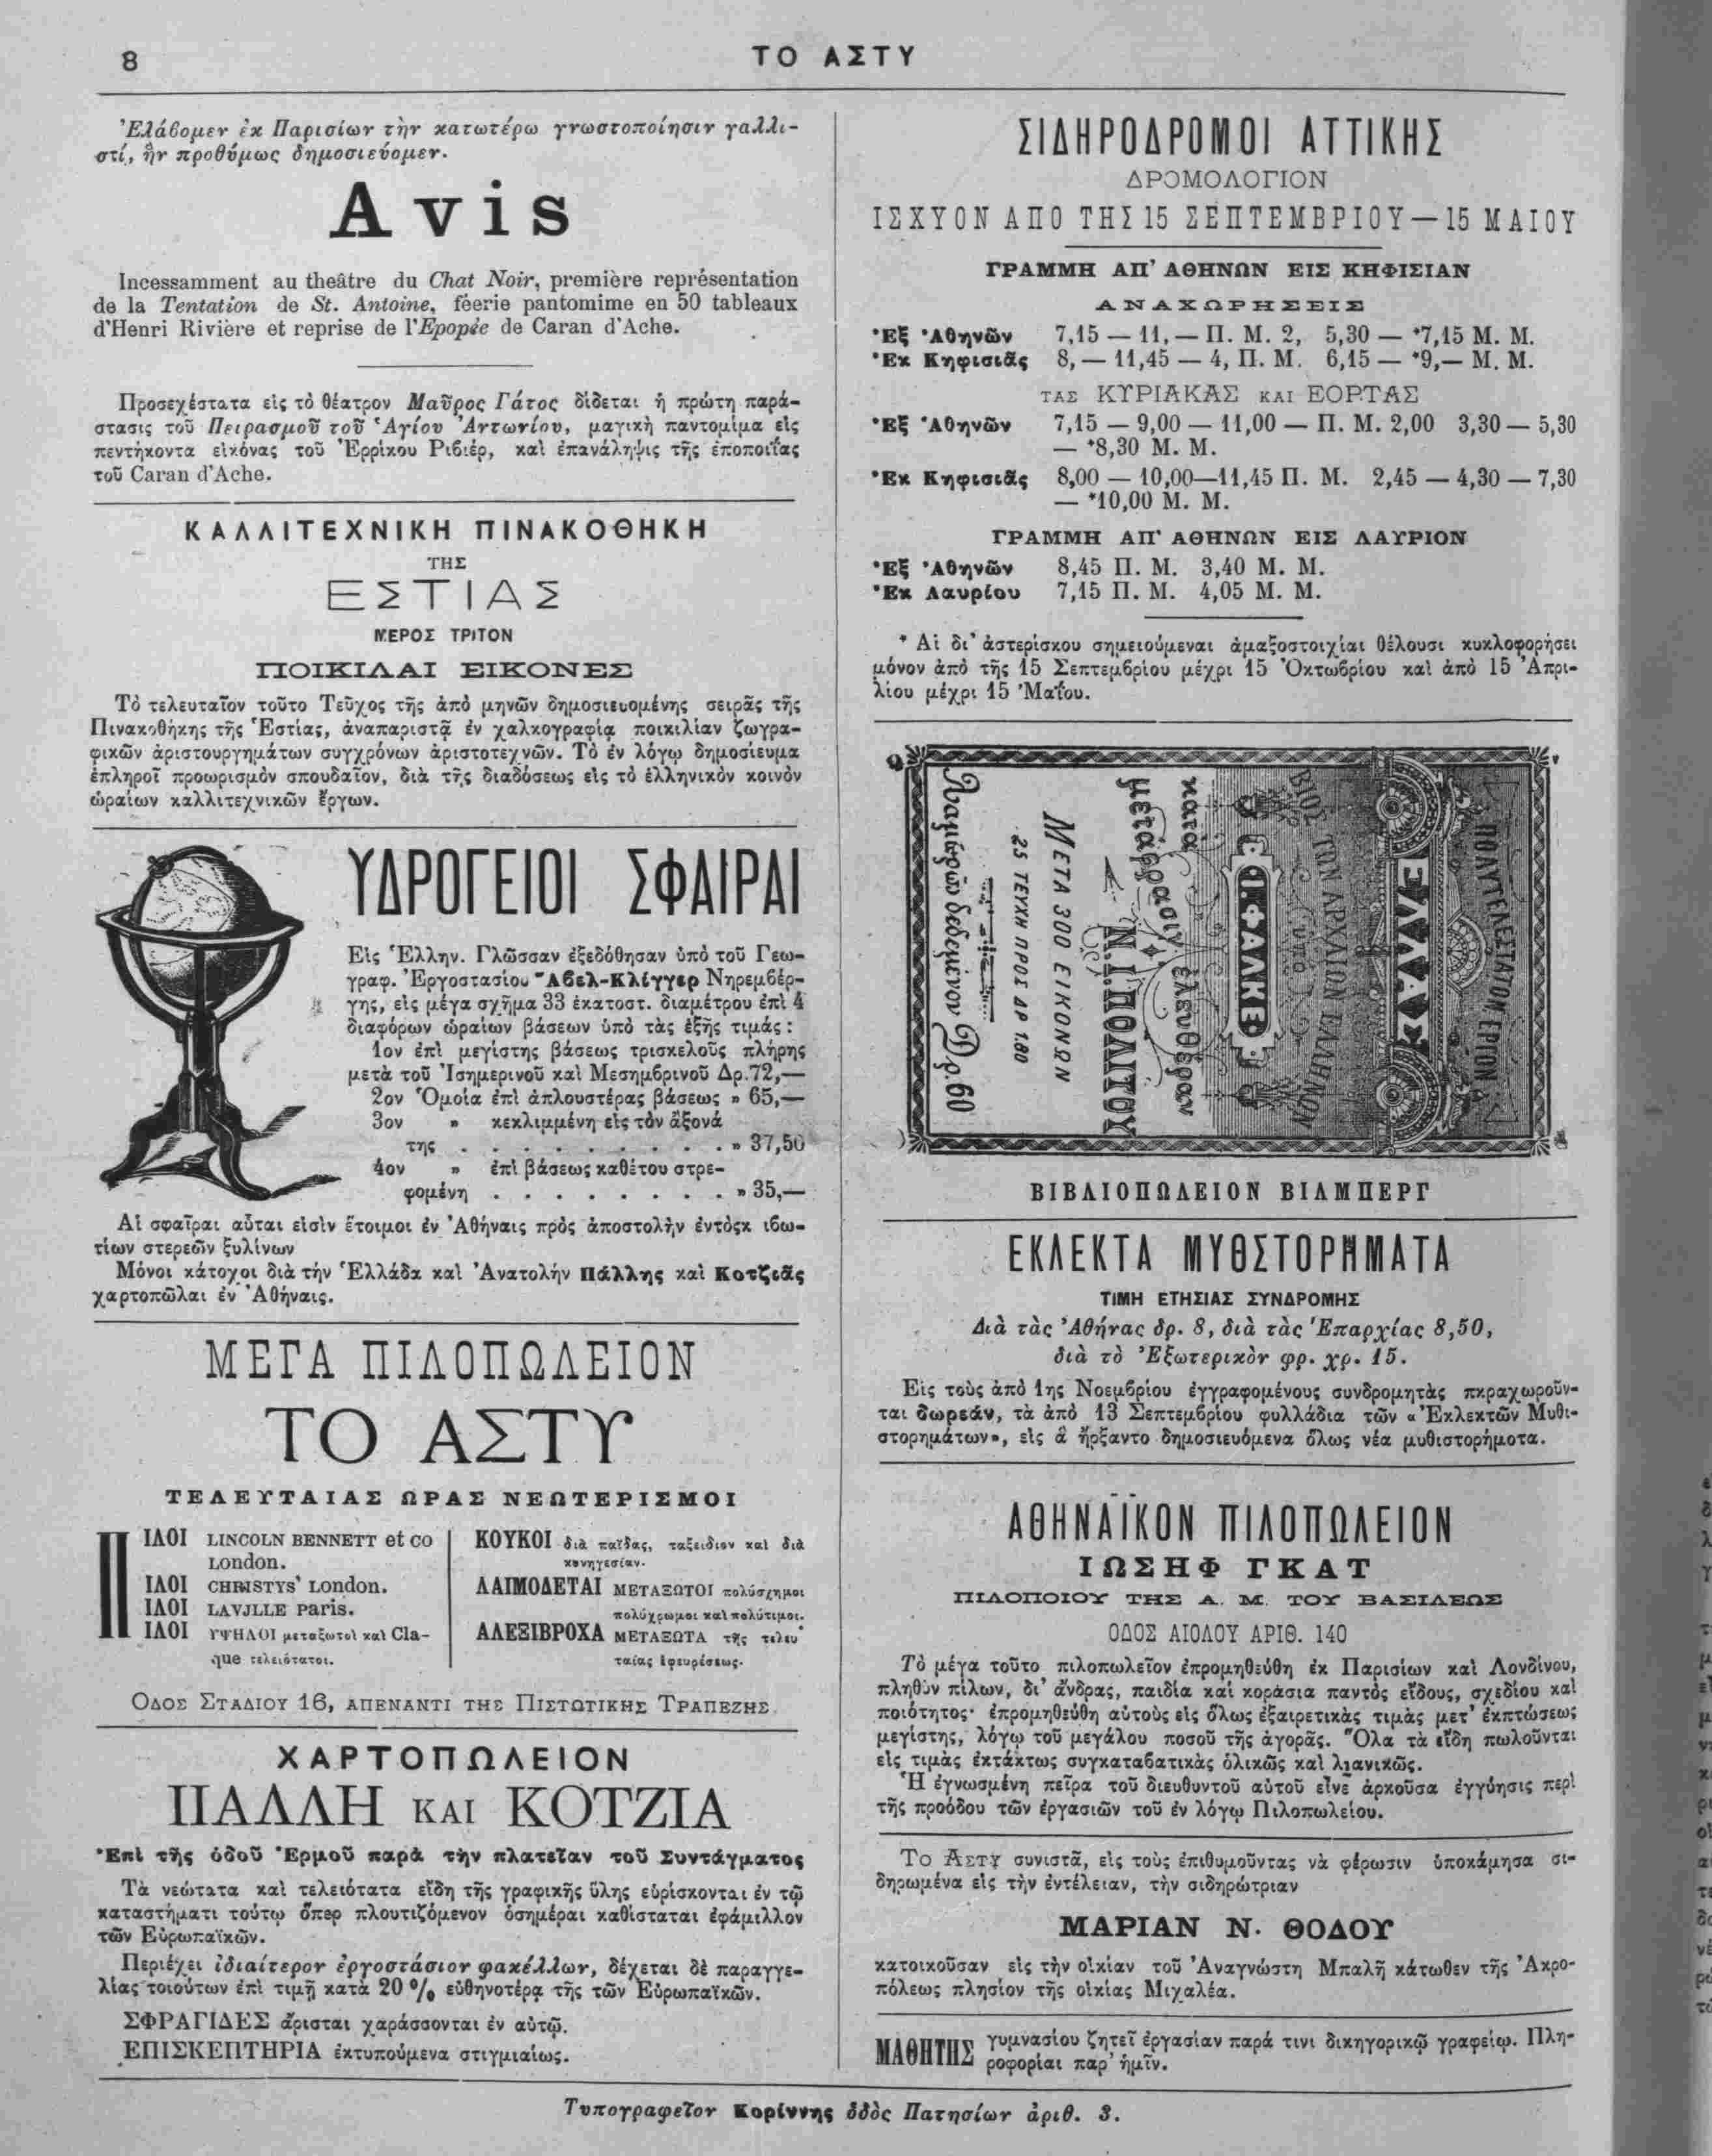 8
ΤΟ ΑΣΤΥ
Ἐλάβομεν ἐκ Παρισίων τὴν κατωτέρω γνωστοποίησιν γαλλι-
στί, ἣν προθύμως δημοσιεύομεν.
Avis
Incessamment au theâtre du Chat Noir, première représentation
de la Tentation de St. Antoine, féerie pantomime en 50 tableaux
d'Henri Rivière et reprise de l'Epopée de Caran d'Ache.
Προσεχέστατα εἰς τὸ θέατρον Μαῦρος Γάτος δίδεται ἡ πρώτη παρά-
στασις τοῦ Πειρασμοῦ τοῦ Ἁγίου Ἀντωνίου, μαγικὴ παντομίμα εἰς
πεντήκοντα εἰκόνας τοῦ Ἑρρίκου Ριβιέρ, καὶ ἐπανάληψις τῆς ἐποποιΐας
τοῦ Caran d'Ache.
ΚΑΛΛΙΤΕΧΝΙΚΗ ΠΙΝΑΚΟΘΗΚΗ
ΤΗΣ
ΕΣΤΙΑΣ
ΜΕΡΟΣ ΤΡΙΤΟΝ
ΠΟΙΚΙΛΑΙ ΕΙΚΟΝΕΣ
Τὸ τελευταῖον τοῦτο Τεῦχος τῆς ἀπὸ μηνῶν δημοσιευομένης σειρᾶς τῆς
Πινακοθήκης τῆς Ἑστίας, ἀναπαριστᾷ ἐν χαλκογραφίᾳ ποικιλίαν ζωγρα-
φικῶν ἀριστουργημάτων συγχρόνων ἀριστοτεχνῶν. Τὸ ἐν λόγῳ δημοσίευμα
ἐπληροῖ προωρισμὸν σπουδαῖον, διὰ τῆς διαδόσεως εἰς τὸ ἑλληνικὸν κοινὸν
ὡραίων καλλιτεχνικῶν ἔργων.
ΥΔΡΟΓΕΙΟΙ ΣΦΑΙΡΑΙ
Εἰς Ἑλλην. Γλῶσσαν ἐξεδόθησαν ὑπὸ τοῦ Γεω-
γραφ. Ἐργοστασίου Ἄβελ-Κλίγγερ Νηρεμβέρ-
γης, εἰς μέγα σχῆμα 33 ἑκατοστ. διαμέτρου ἐπὶ 4
διαφόρων ὡραίων βάσεων ὑπὸ τὰς ἑξῆς τιμάς:
1ον ἐπὶ μεγίστης βάσεως τρισκελοῦς πλήρης
μετὰ τοῦ Ἰσημερινοῦ καὶ Μεσημβρινοῦ Δρ. 72,—
2ον Ὁμοία ἐπὶ ἁπλουστέρας βάσεως » 65,—
3ον » κεκλιμμένη εἰς τὸν ἄξονά
της . . . . . . . . . » 37,50
4ον » ἐπὶ βάσεως καθέτου στρε-
φομένη . . . . . . . . » 35,—
Αἱ σφαῖραι αὗται εἰσὶν ἕτοιμοι ἐν Ἀθήναις πρὸς ἀποστολὴν ἐντὸςκ ιβω-
τίων στερεῶν ξυλίνων
Μόνοι κάτοχοι διὰ τὴν Ἑλλάδα καὶ Ἀνατολὴν Πάλλης καὶ Κοτζιᾶς
χαρτοπῶλαι ἐν Ἀθήναις.
ΜΕΓΑ ΠΙΛΟΠΩΛΕΙΟΝ
ΤΟ ΑΣΤΥ
ΤΕΛΕΥΤΑΙΑΣ ΩΡΑΣ ΝΕΩΤΕΡΙΣΜΟΙ
ΠΙΛΟΙ LINCOLN BENNETT et co
London.
ΙΛΟΙ CHRISTYS' London.
ΙΛΟΙ LAVJLLE Paris.
ΙΛΟΙ ΥΨΗΛΟΙ μεταξωτοὶ καὶ Cla-
que τελειότατοι.
ΚΟΥΚΟΙ διὰ παῖδας, ταξειδιον καὶ διὰ
κυνηγεσίαν.
ΛΑΙΜΟΔΕΤΑΙ ΜΕΤΑΞΩΤΟΙ πολύσχημοι
πολύχρωμοι καὶ πολύτιμοι.
ΑΛΕΞΙΒΡΟΧΑ ΜΕΤΑΞΩΤΑ τῆς τελευ
ταίας ἐφευρέσεως.
ΟΔΟΣ ΣΤΑΔΙΟΥ 16, ΑΠΕΝΑΝΤΙ ΤΗΣ ΠΙΣΤΩΤΙΚΗΣ ΤΡΑΠΕΖΗΣ.
ΧΑΡΤΟΠΩΛΕΙΟΝ
ΠΑΛΛΗ ΚΑΙ ΚΟΤΖΙΑ
Ἐπὶ τῆς ὁδοῦ Ἑρμοῦ παρὰ τὴν πλατεῖαν τοῦ Συντάγματος
Τὰ νεώτατα καὶ τελειότατα εἴδη τῆς γραφικῆς ὕλης εὑρίσκονται ἐν τῷ
καταστήματι τούτῳ ὅπερ πλουτιζόμενον ὁσημέραι καθίσταται ἐφάμιλλον
τῶν Εὐρωπαϊκῶν.
Περιέχει ἰδιαίτερον ἐργοστάσιον φακέλλων, δέχεται δὲ παραγγε-
λίας τοιούτων ἐπὶ τιμῇ κατὰ 20 % εὐθηνοτέρᾳ τῆς τῶν Εὐρωπαϊκῶν.
ΣΦΡΑΓΙΔΕΣ ἄρισται χαράσσονται ἐν αὐτῷ.
ΕΠΙΣΚΕΠΤΗΡΙΑ ἐκτυπούμενα στιγμιαίως.
ΣΙΔΗΡΟΔΡΟΜΟΙ ΑΤΤΙΚΗΣ
ΔΡΟΜΟΛΟΓΙΟΝ
ΙΣΧΥΟΝ ΑΠΟ ΤΗΣ 15 ΣΕΠΤΕΜΒΡΙΟΥ — 15 ΜΑΙΟΥ
ΓΡΑΜΜΗ ΑΠ' ΑΘΗΝΩΝ ΕΙΣ ΚΗΦΙΣΙΑΝ
ΑΝΑΧΩΡΗΣΕΙΣ
Ἐξ Ἀθηνῶν 7,15 — 11,— Π. Μ. 2, 5,30 — *7,15 Μ. Μ.
Ἐκ Κηφισιᾶς 8,— 11,45 — 4, Π. Μ. 6,15 — *9,— Μ. Μ.
ΤΑΣ ΚΥΡΙΑΚΑΣ ΚΑΙ ΕΟΡΤΑΣ
Ἐξ Ἀθηνῶν 7,15 — 9,00 — 11,00 — Π. Μ. 2,00 3,30 — 5,30
— *8,30 Μ. Μ.
Ἐκ Κηφισιᾶς 8,00 — 10,00—11,45 Π. Μ. 2,45 — 4,30 — 7,30
— *10,00 Μ. Μ.
ΓΡΑΜΜΗ ΑΠ' ΑΘΗΝΩΝ ΕΙΣ ΛΑΥΡΙΟΝ
Ἐξ Ἀθηνῶν 8,45 Π. Μ. 3,40 Μ. Μ.
Ἐκ Λαυρίου 7,15 Π. Μ. 4,05 Μ. Μ.
* Αἱ δι' ἀστερίσκου σημειούμεναι ἁμαξοστοιχίαι θέλουσι κυκλοφορήσει
μόνον ἀπὸ τῆς 15 Σεπτεμβρίου μέχρι 15 Ὀκτωβρίου καὶ ἀπὸ 15 Ἀπρι-
λίου μέχρι 15 Μαΐου.
ΠΟΛΥΤΕΛΕΣΤΑΤΟΝ ΕΡΓΟΝ
ΕΛΛΑΣ
ΒΙΟΣ ΤΩΝ ΑΡΧΑΙΩΝ ΕΛΛΗΝΩΝ
ΥΠΟ
Ι. ΦΑΛΚΕ
κατὰ ἐλευθέραν
μετάφρασιν
Ν. Γ. ΠΟΛΙΤΟΥ
ΜΕΤΑ 300 ΕΙΚΟΝΩΝ
25 ΤΕΥΧΗ ΠΡΟΣ ΔΡ 1.80
Λαμπρῶς δεδεμένον Δρ. 60
ΒΙΒΛΙΟΠΩΛΕΙΟΝ ΒΙΛΜΠΕΡΓ
ΕΚΛΕΚΤΑ ΜΥΘΣΤΟΡΗΜΑΤΑ
ΤΙΜΗ ΕΤΗΣΙΑΣ ΣΥΝΔΡΟΜΗΣ
Διὰ τὰς Ἀθήνας δρ. 8, διὰ τὰς Ἐπαρχίας 8,50,
διὰ τὸ Ἐξωτερικὸν φρ. χρ. 15.
Εἰς τοὺς ἀπὸ 1ης Νοεμβρίου ἐγγραφομένους συνδρομητὰς παραχωροῦν-
ται δωρεάν, τὰ ἀπὸ 13 Σεπτεμβρίου φυλλάδια τῶν «Ἐκλεκτῶν Μυθι-
στορημάτων», εἰς ἃ ἤρξαντο δημοσιευόμενα ὅλως νέα μυθιστορήμοτα.
ΑΘΗΝΑΪΚΟΝ ΠΙΛΟΠΩΛΕΙΟΝ
ΙΩΣΗΦ ΓΚΑΤ
ΠΙΛΟΠΟΙΟΥ ΤΗΣ Α. Μ. ΤΟΥ ΒΑΣΙΛΕΩΣ
ΟΔΟΣ ΑΙΟΛΟΥ ΑΡΙΘ. 140
Τὸ μέγα τοῦτο πιλοπωλεῖον ἐπρομηθεύθη ἐκ Παρισίων καὶ Λονδίνου,
πληθὺν πίλων, δι' ἄνδρας, παιδία καὶ κοράσια παντὸς εἴδους, σχεδίου καὶ
ποιότητος· ἐπρομηθεύθη αὐτοὺς εἰς ὅλως ἐξαιρετικὰς τιμὰς μετ' ἐκπτώσεως
μεγίστης, λόγῳ τοῦ μεγάλου ποσοῦ τῆς ἀγορᾶς. Ὅλα τὰ εἴδη πωλοῦνται
εἰς τιμὰς ἐκτάκτως συγκαταβατικὰς ὁλικῶς καὶ λιανικῶς.
Ἡ ἐγνωσμένη πεῖρα τοῦ διευθυντοῦ αὐτοῦ εἶνε ἀρκοῦσα ἐγγύησις περὶ
τῆς προόδου τῶν ἐργασιῶν τοῦ ἐν λόγῳ Πιλοπωλείου.
Τὸ ΑΣΤΥ συνιστᾷ, εἰς τοὺς ἐπιθυμοῦντας νὰ φέρωσιν ὑποκάμησα σι-
δηρωμένα εἰς τὴν ἐντέλειαν, τὴν σιδηρώτριαν
ΜΑΡΙΑΝ Ν. ΘΟΔΟΥ
κατοικοῦσαν εἰς τὴν οἰκίαν τοῦ Ἀναγνώστη Μπαλῆ κάτωθεν τῆς Ἀκρο-
πόλεως πλησίον τῆς οἰκίας Μιχαλέα.
ΜΑΘΗΤΗΣ γυμνασίου ζητεῖ ἐργασίαν παρά τινι δικηγορικῷ γραφείῳ. Πλη-
ροφορίαι παρ' ἡμῖν.
Τυπογραφεῖον Κορίννης ὁδὸς Πατησίων ἀριθ. 3.